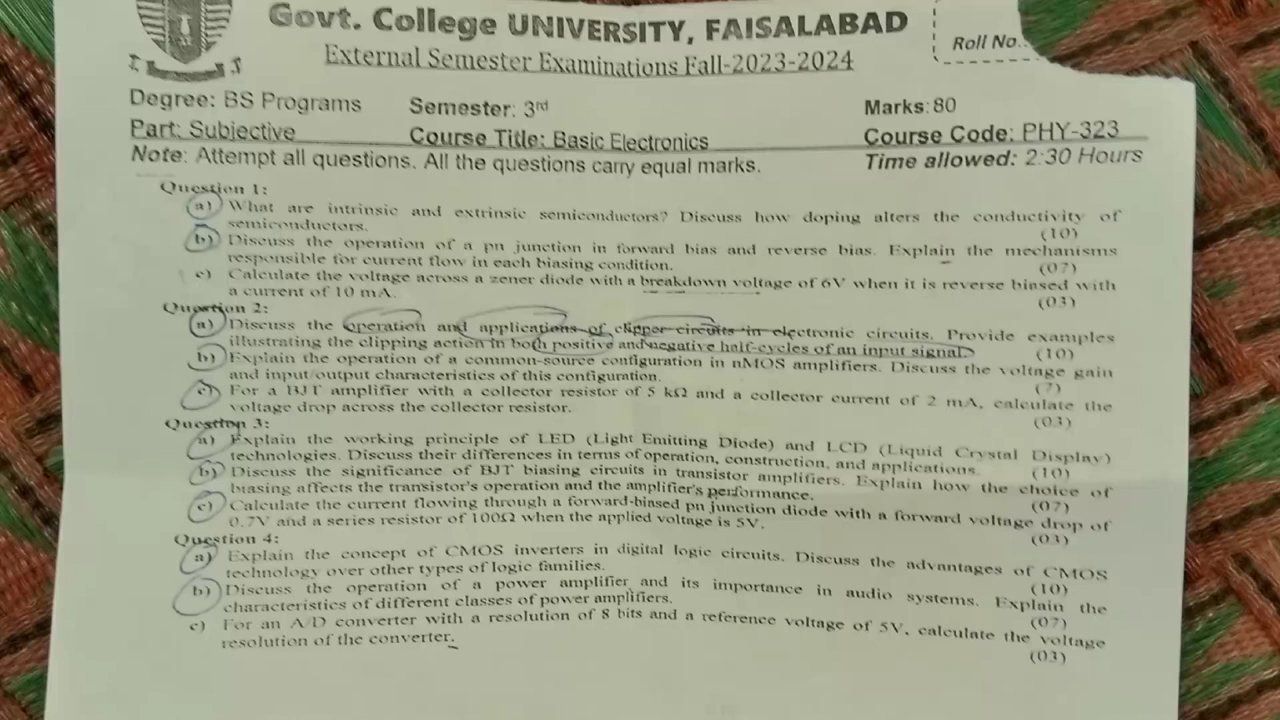 Govt. College UNIVERSITY, FAISALABAD
External Semester Examinations Fall-2023-2024
Roll No..
Degree: BS Programs Semester: 3rd Marks: 80
Part: Subjective Course Title: Basic Electronics Course Code: PHY-323
Note: Attempt all questions. All the questions carry equal marks. Time allowed: 2:30 Hours
Question 1:
a) What are intrinsic and extrinsic semiconductors? Discuss how doping alters the conductivity of
semiconductors. (10)
b) Discuss the operation of a pn junction in forward bias and reverse bias. Explain the mechanisms
responsible for current flow in each biasing condition. (07)
c) Calculate the voltage across a zener diode with a breakdown voltage of 6V when it is reverse biased with
a current of 10 mA. (03)
Question 2:
a) Discuss the operation and applications of clipper circuits in electronic circuits. Provide examples
illustrating the clipping action in both positive and negative half-cycles of an input signal. (10)
b) Explain the operation of a common-source configuration in nMOS amplifiers. Discuss the voltage gain
and input/output characteristics of this configuration. (7)
c) For a BJT amplifier with a collector resistor of 5 kΩ and a collector current of 2 mA, calculate the
voltage drop across the collector resistor. (03)
Question 3:
a) Explain the working principle of LED (Light Emitting Diode) and LCD (Liquid Crystal Display)
technologies. Discuss their differences in terms of operation, construction, and applications. (10)
b) Discuss the significance of BJT biasing circuits in transistor amplifiers. Explain how the choice of
biasing affects the transistor's operation and the amplifier's performance. (07)
c) Calculate the current flowing through a forward-biased pn junction diode with a forward voltage drop of
0.7V and a series resistor of 100Ω when the applied voltage is 5V. (03)
Question 4:
a) Explain the concept of CMOS inverters in digital logic circuits. Discuss the advantages of CMOS
technology over other types of logic families. (10)
b) Discuss the operation of a power amplifier and its importance in audio systems. Explain the
characteristics of different classes of power amplifiers. (07)
c) For an A/D converter with a resolution of 8 bits and a reference voltage of 5V, calculate the voltage
resolution of the converter. (03)